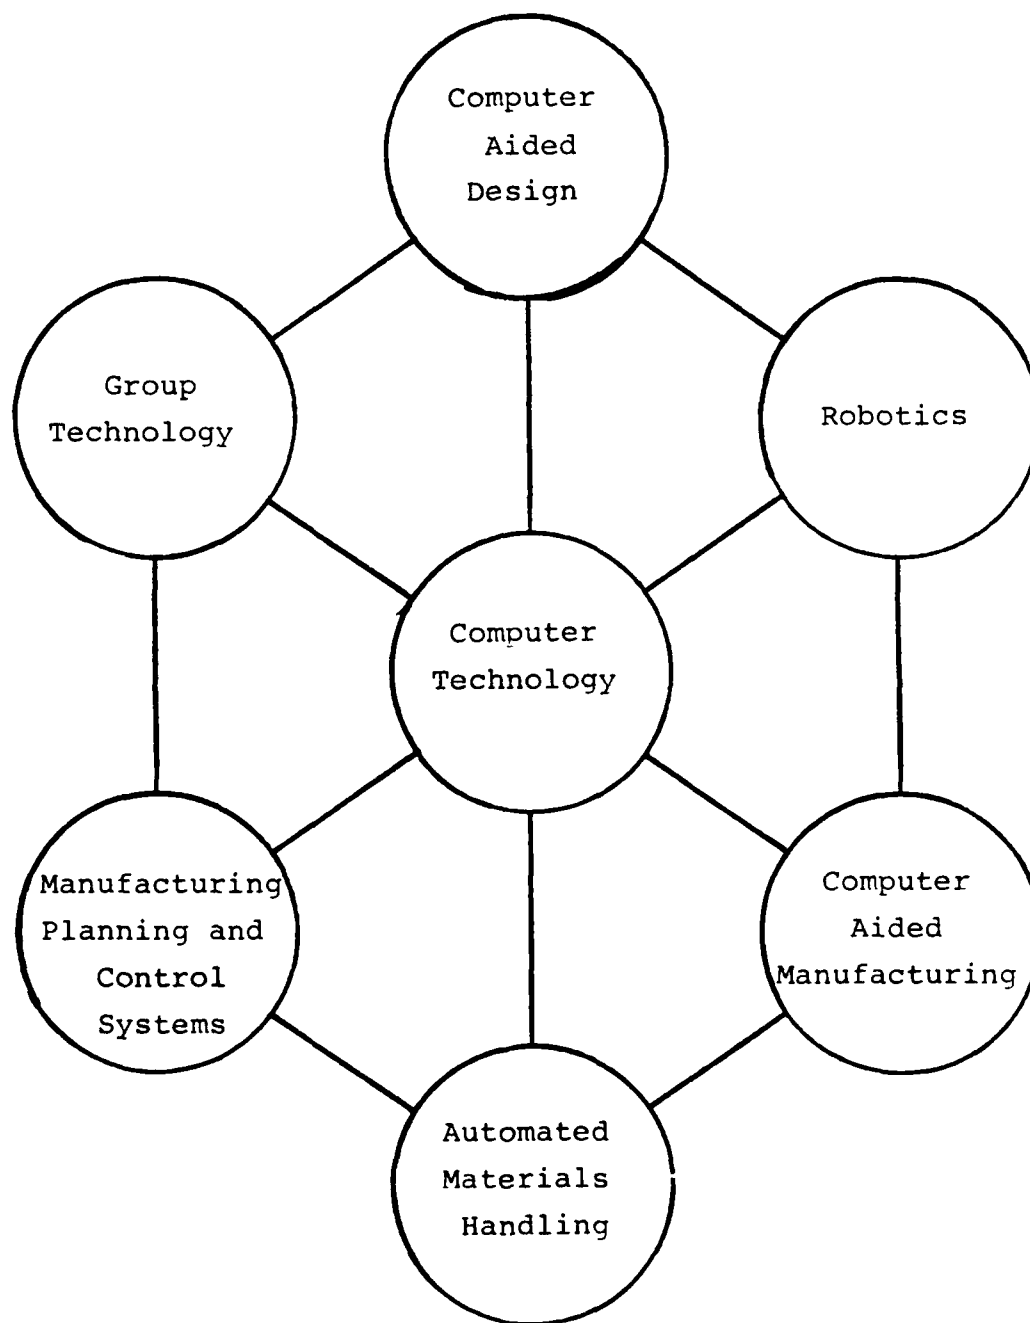 Computer
Aided
Design
Group
Technology
Robotics
Computer
Technology
Manufacturing
Planning and
Control
Systems
Computer
Aided
Manufacturing
Automated
Materials
Handling